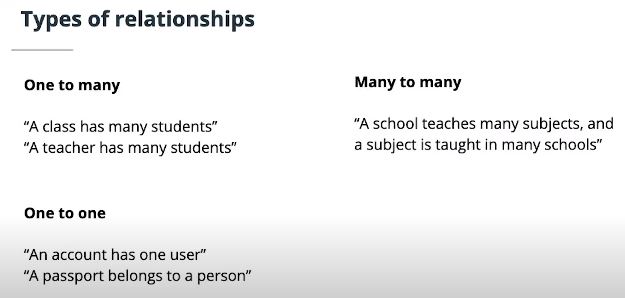 Types of relationships
One to many
“A class has many students”
“A teacher has many students”
Many to many
“A school teaches many subjects, and
a subject is taught in many schools”
One to one
“An account has one user”
“A passport belongs to a person”